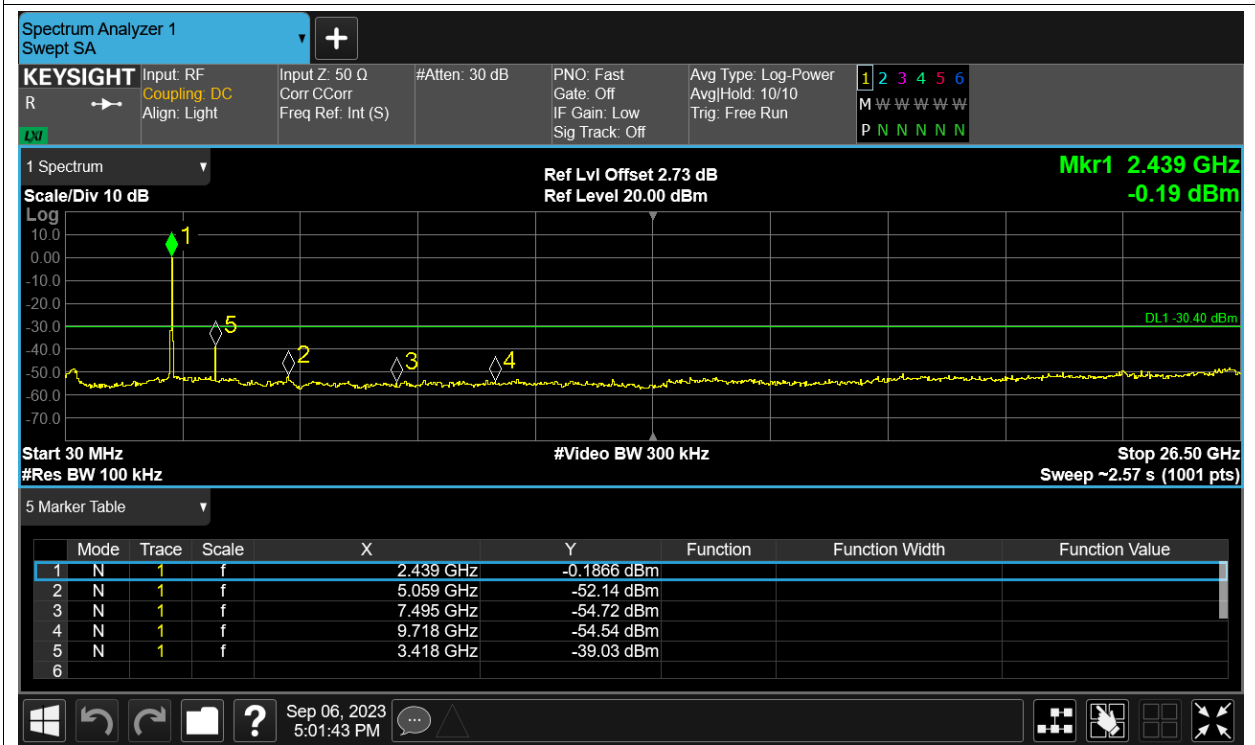 Spectrum Analyzer 1
Swept SA
KEYSIGHT Input: RF Input Z: 50 Ω #Atten: 30 dB PNO: Fast Avg Type: Log-Power 1 2 3 4 5 6
R Coupling: DC Corr CCorr Gate: Off Avg|Hold: 10/10 M W W W W W W
Align: Light Freq Ref: Int (S) IF Gain: Low Trig: Free Run
LXI Sig Track: Off P N N N N N N
1 Spectrum Ref Lvl Offset 2.73 dB Mkr1 2.439 GHz
Scale/Div 10 dB Ref Level 20.00 dBm -0.19 dBm
Log
10.0 1
0.00
-10.0
-20.0
-30.0 5 DL1 -30.40 dBm
-40.0 2 3 4
-50.0
-60.0
-70.0
Start 30 MHz #Video BW 300 kHz Stop 26.50 GHz
#Res BW 100 kHz Sweep ~2.57 s (1001 pts)
5 Marker Table
Mode Trace Scale X Y Function Function Width Function Value
1 N 1 f 2.439 GHz -0.1866 dBm
2 N 1 f 5.059 GHz -52.14 dBm
3 N 1 f 7.495 GHz -54.72 dBm
4 N 1 f 9.718 GHz -54.54 dBm
5 N 1 f 3.418 GHz -39.03 dBm
6
? Sep 06, 2023
5:01:43 PM